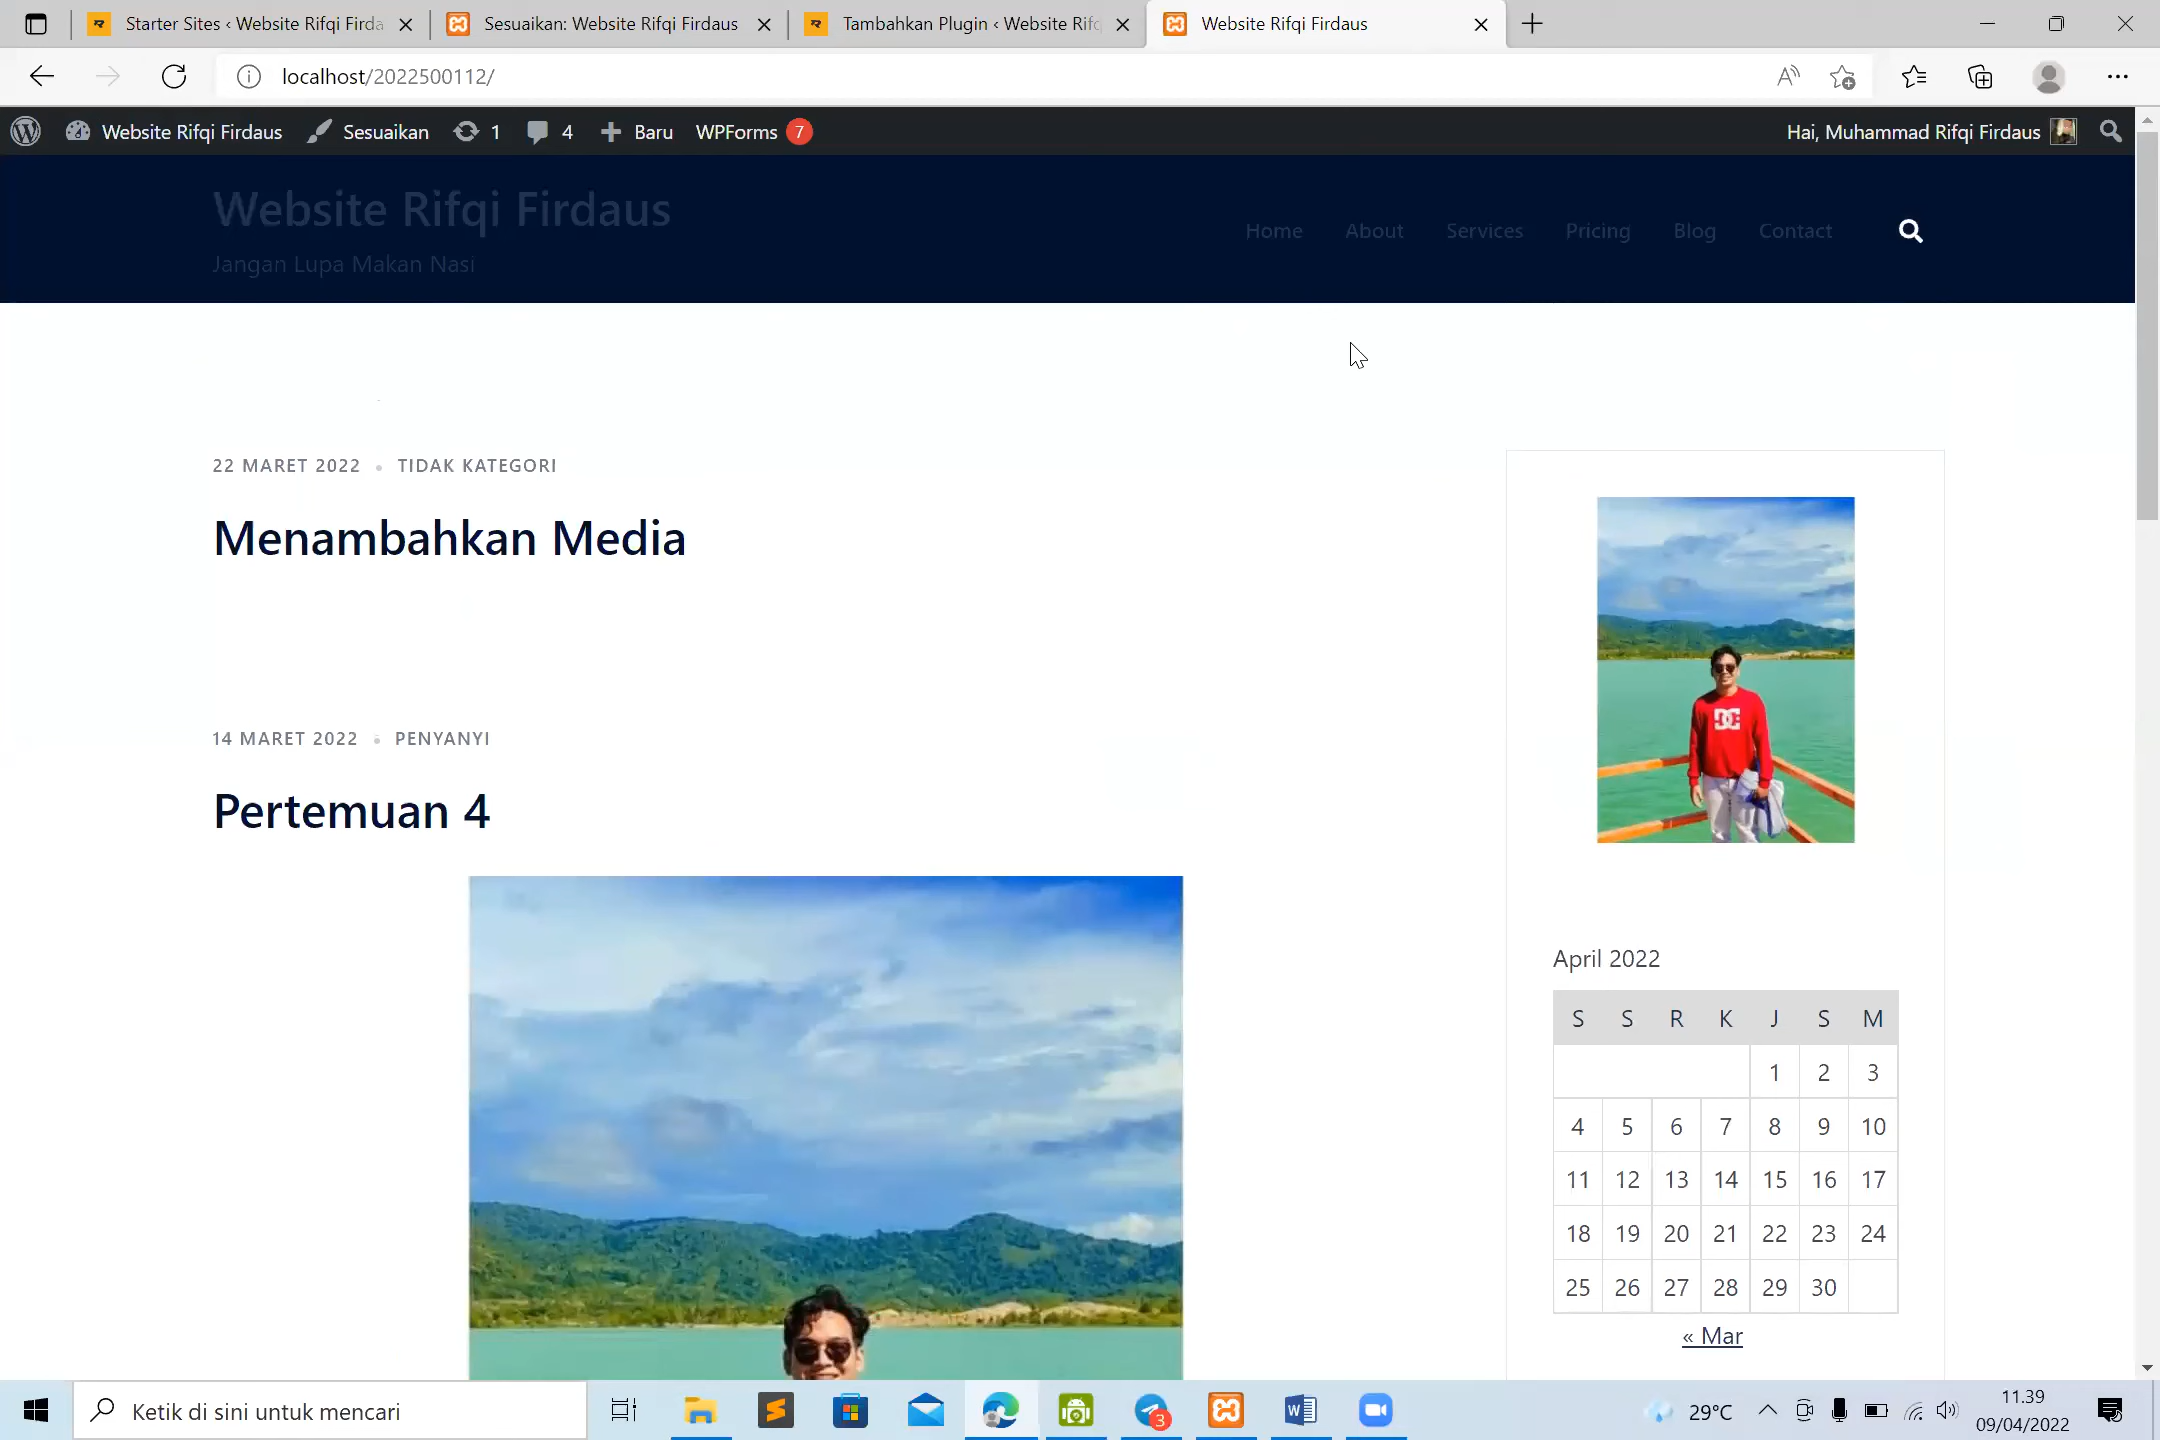 Starter Sites ‹ Website Rifqi Firda
Sesuaikan: Website Rifqi Firdaus
Tambahkan Plugin ‹ Website Rifq
Website Rifqi Firdaus
localhost/2022500112/
Website Rifqi Firdaus
Sesuaikan
1
4
Baru
WPForms
7
Hai, Muhammad Rifqi Firdaus
Website Rifqi Firdaus
Jangan Lupa Makan Nasi
Home
About
Services
Pricing
Blog
Contact
22 MARET 2022
TIDAK KATEGORI
Menambahkan Media
14 MARET 2022
PENYANYI
Pertemuan 4
DC
April 2022
S S R K J S M
1 2 3
4 5 6 7 8 9 10
11 12 13 14 15 16 17
18 19 20 21 22 23 24
25 26 27 28 29 30
« Mar
Ketik di sini untuk mencari
3
29°C
11.39
09/04/2022